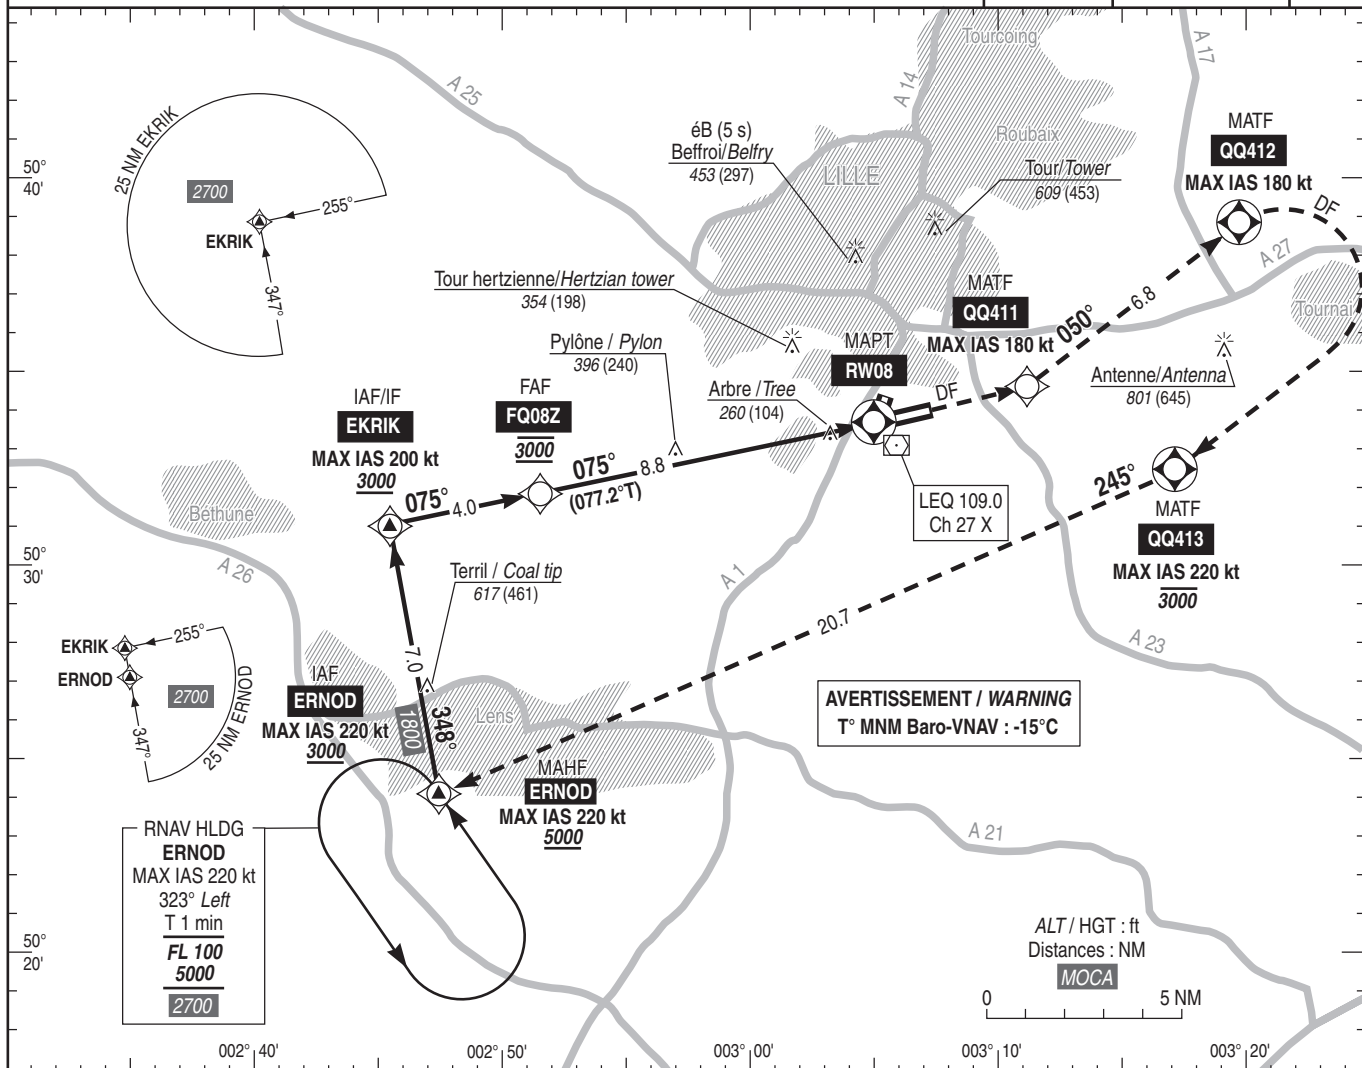 Tourcoing
A 17
A 25
A 14
MATF
QQ412
MAX IAS 180 kt
éB (5 s)
Beffroi/Belfry
453 (297)
Roubaix
LILLE
Tour/Tower
609 (453)
DF
50°
40'
25 NM EKRIK
2700
255°
EKRIK
347°
A 27
Tournai
Tour hertzienne/Hertzian tower
354 (198)
MATF
QQ411
MAX IAS 180 kt
050°
6.8
Pylône / Pylon
396 (240)
MAPT
RW08
DF
Antenne/Antenna
801 (645)
Arbre /Tree
260 (104)
IAF/IF
EKRIK
MAX IAS 200 kt
3000
FAF
FQ08Z
3000
075°
4.0
075°
(077.2°T)
8.8
LEQ 109.0
Ch 27 X
245°
MATF
QQ413
MAX IAS 220 kt
3000
Béthune
A 26
50°
30'
Terril / Coal tip
617 (461)
A 1
20.7
A 23
EKRIK
255°
ERNOD
2700
347°
25 NM ERNOD
IAF
ERNOD
MAX IAS 220 kt
3000
7.0
348°
1800
Lens
AVERTISSEMENT / WARNING
T° MNM Baro-VNAV : -15°C
MAHF
ERNOD
MAX IAS 220 kt
5000
A 21
RNAV HLDG
ERNOD
MAX IAS 220 kt
323° Left
T 1 min
FL 100
5000
2700
50°
20'
ALT / HGT : ft
Distances : NM
MOCA
0 5 NM
002° 40'
002° 50'
003° 00'
003° 10'
003° 20'